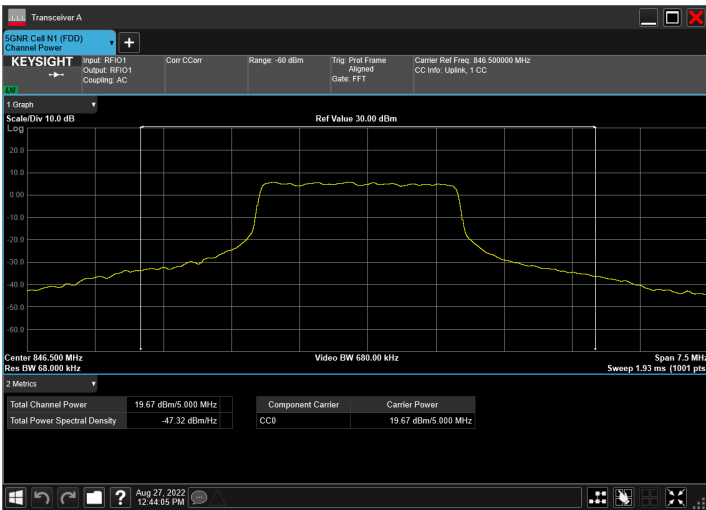 Transceiver A
5GNR Cell N1 (FDD)
Channel Power
KEYSIGHT
LXI
Input: RFIO1
Output: RFIO1
Coupling: AC
Corr CCorr
Range: -60 dBm
Trig: Prot Frame
Aligned
Gate: FFT
Carrier Ref Freq: 846.500000 MHz
CC Info: Uplink, 1 CC
1 Graph
Scale/Div 10.0 dB
Ref Value 30.00 dBm
Log
20.0
10.0
0.00
-10.0
-20.0
-30.0
-40.0
-50.0
-60.0
Center 846.500 MHz
Video BW 680.00 kHz
Span 7.5 MHz
Res BW 68.000 kHz
Sweep 1.93 ms (1001 pts
2 Metrics
Total Channel Power 19.67 dBm/5.000 MHz
Total Power Spectral Density -47.32 dBm/Hz
Component Carrier Carrier Power
CC0 19.67 dBm/5.000 MHz
?
Aug 27, 2022
12:44:05 PM